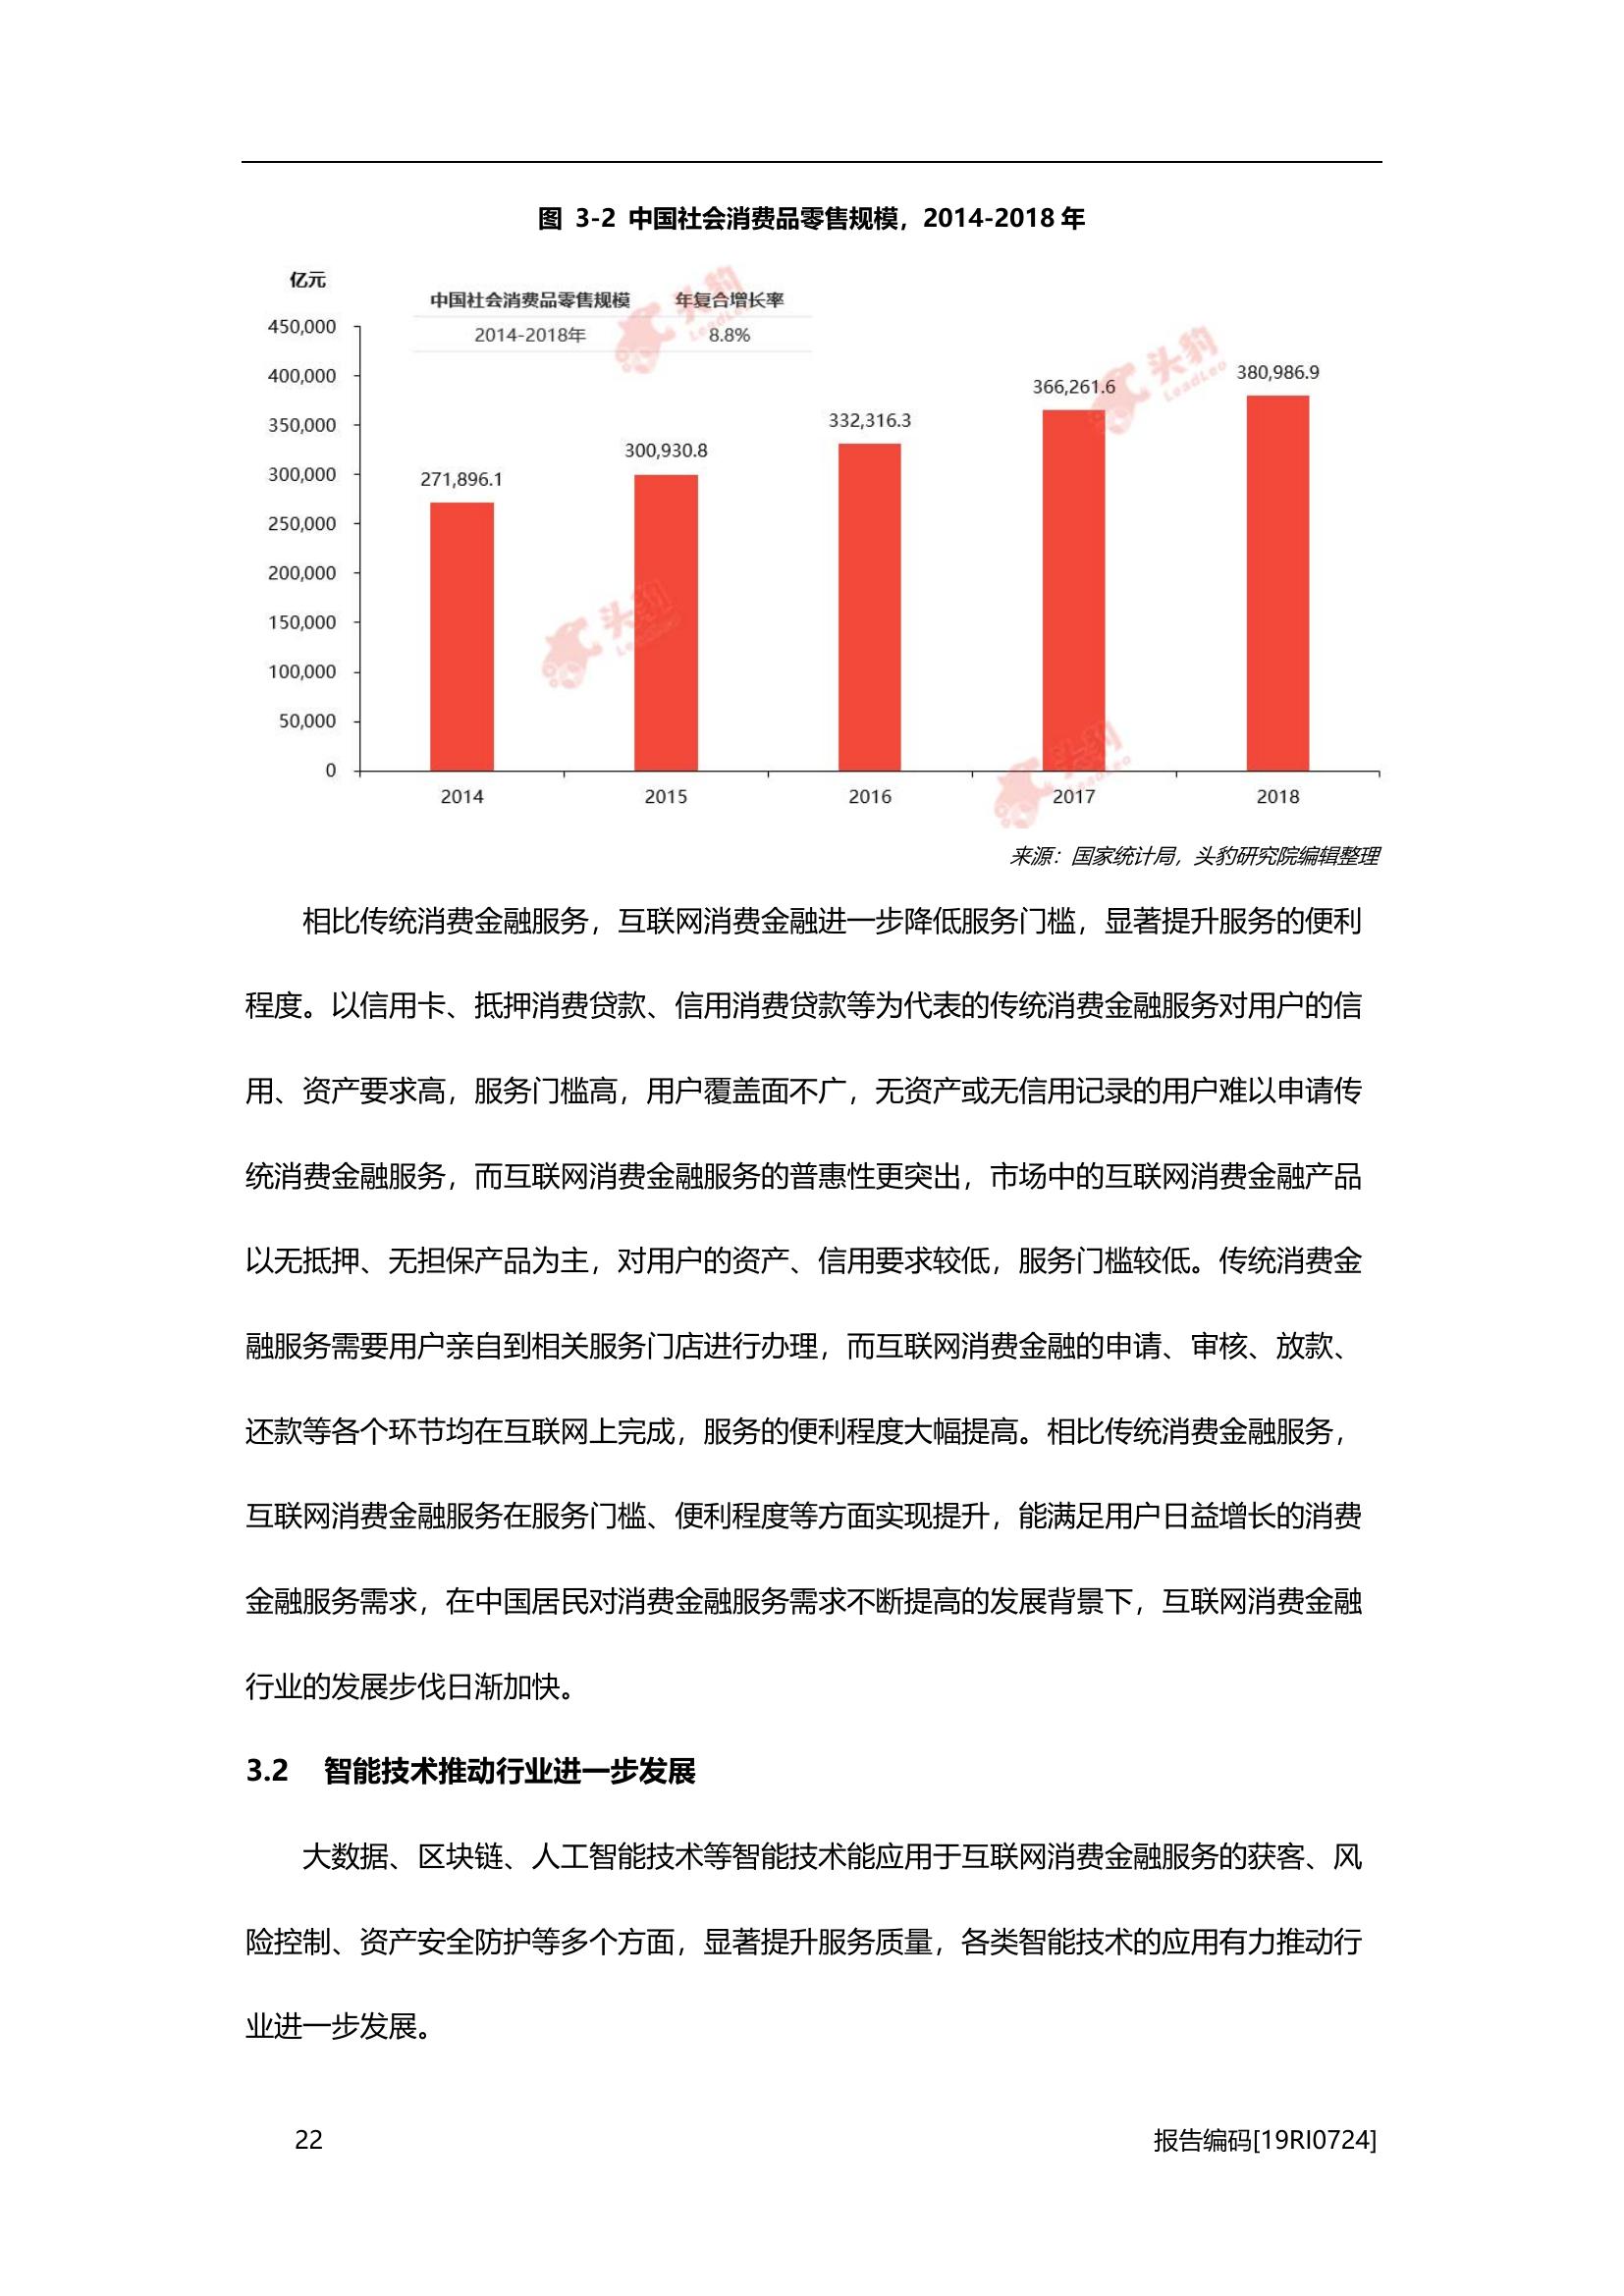 图 3-2 中国社会消费品零售规模，2014-2018 年
亿元
中国社会消费品零售规模 年复合增长率
2014-2018年 8.8%
450,000
400,000
350,000
300,000
250,000
200,000
150,000
100,000
50,000
0
271,896.1
300,930.8
332,316.3
366,261.6
380,986.9
2014 2015 2016 2017 2018
头豹
LeadLeo
头豹
LeadLeo
头豹
LeadLeo
头豹
LeadLeo
来源：国家统计局，头豹研究院编辑整理
相比传统消费金融服务，互联网消费金融进一步降低服务门槛，显著提升服务的便利
程度。以信用卡、抵押消费贷款、信用消费贷款等为代表的传统消费金融服务对用户的信
用、资产要求高，服务门槛高，用户覆盖面不广，无资产或无信用记录的用户难以申请传
统消费金融服务，而互联网消费金融服务的普惠性更突出，市场中的互联网消费金融产品
以无抵押、无担保产品为主，对用户的资产、信用要求较低，服务门槛较低。传统消费金
融服务需要用户亲自到相关服务门店进行办理，而互联网消费金融的申请、审核、放款、
还款等各个环节均在互联网上完成，服务的便利程度大幅提高。相比传统消费金融服务，
互联网消费金融服务在服务门槛、便利程度等方面实现提升，能满足用户日益增长的消费
金融服务需求，在中国居民对消费金融服务需求不断提高的发展背景下，互联网消费金融
行业的发展步伐日渐加快。
3.2 智能技术推动行业进一步发展
大数据、区块链、人工智能技术等智能技术能应用于互联网消费金融服务的获客、风
险控制、资产安全防护等多个方面，显著提升服务质量，各类智能技术的应用有力推动行
业进一步发展。
22
报告编码[19RI0724]